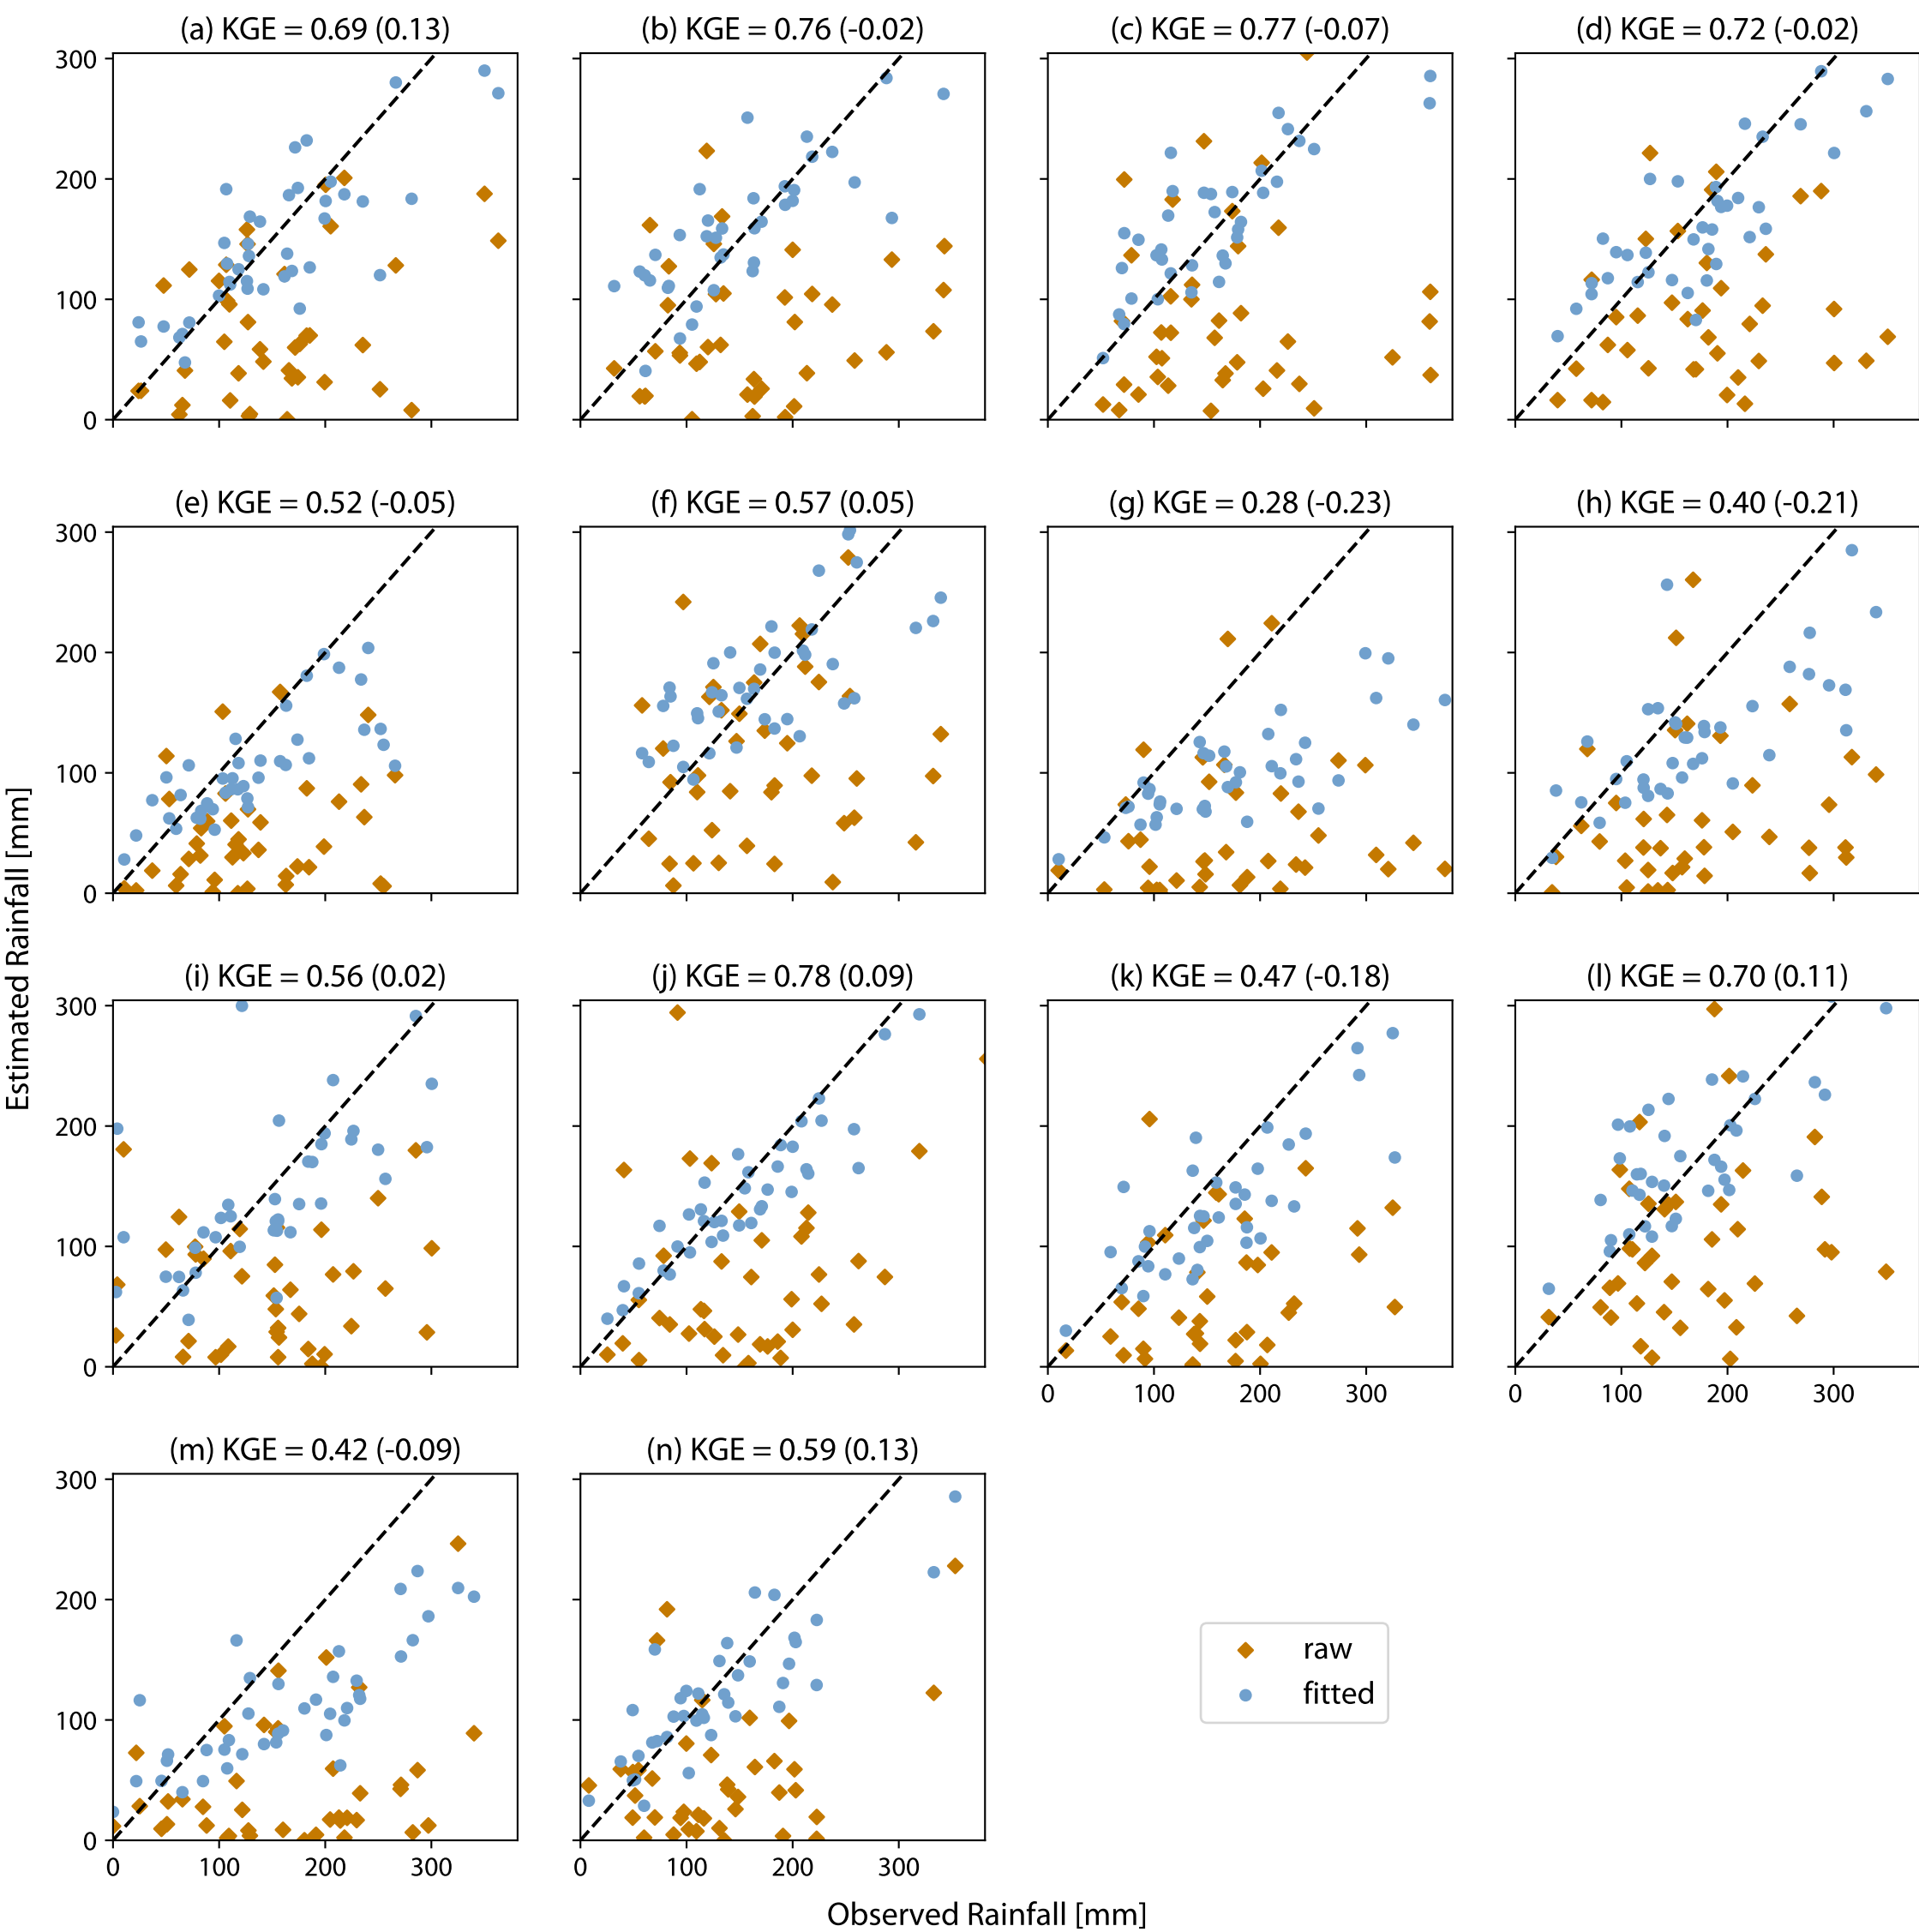 (a) KGE = 0.69 (0.13)
(b) KGE = 0.76 (-0.02)
(c) KGE = 0.77 (-0.07)
(d) KGE = 0.72 (-0.02)
300
200
100
0
(e) KGE = 0.52 (-0.05)
(f) KGE = 0.57 (0.05)
(g) KGE = 0.28 (-0.23)
(h) KGE = 0.40 (-0.21)
300
200
100
0
Estimated Rainfall [mm]
(i) KGE = 0.56 (0.02)
(j) KGE = 0.78 (0.09)
(k) KGE = 0.47 (-0.18)
(l) KGE = 0.70 (0.11)
300
200
100
0
0 100 200 300
0 100 200 300
(m) KGE = 0.42 (-0.09)
(n) KGE = 0.59 (0.13)
300
200
100
0
0 100 200 300
0 100 200 300
raw
fitted
Observed Rainfall [mm]